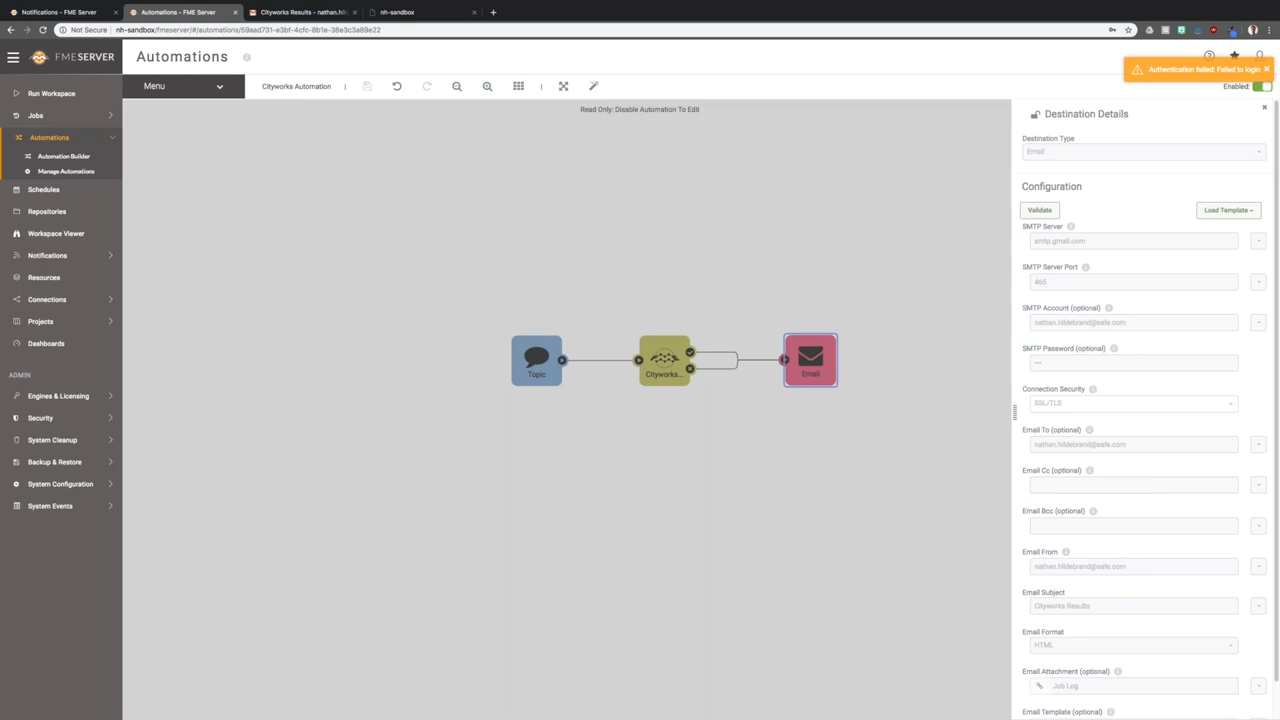 Notifications - FME Server
Automations - FME Server
Cityworks Results - nathan.hil
nh-sandbox
Not Secure | nh-sandbox/fmeserver/#/automations/59aad731-e3bf-4cfc-8b1e-38e3c3a89e22
FMESERVER
Automations
Authentication failed: Failed to login
Menu
Cityworks Automation
Enabled:
Read Only: Disable Automation To Edit
Run Workspace
Jobs
Automations
Automation Builder
Manage Automations
Schedules
Repositories
Workspace Viewer
Notifications
Resources
Connections
Projects
Dashboards
ADMIN
Engines & Licensing
Security
System Cleanup
Backup & Restore
System Configuration
System Events
Topic
Cityworks...
Email
Destination Details
Destination Type
Email
Configuration
Validate
Load Template
SMTP Server
smtp.gmail.com
SMTP Server Port
465
SMTP Account (optional)
nathan.hildebrand@safe.com
SMTP Password (optional)
Connection Security
SSL/TLS
Email To (optional)
nathan.hildebrand@safe.com
Email Cc (optional)
Email Bcc (optional)
Email From
nathan.hildebrand@safe.com
Email Subject
Cityworks Results
Email Format
HTML
Email Attachment (optional)
Job Log
Email Template (optional)